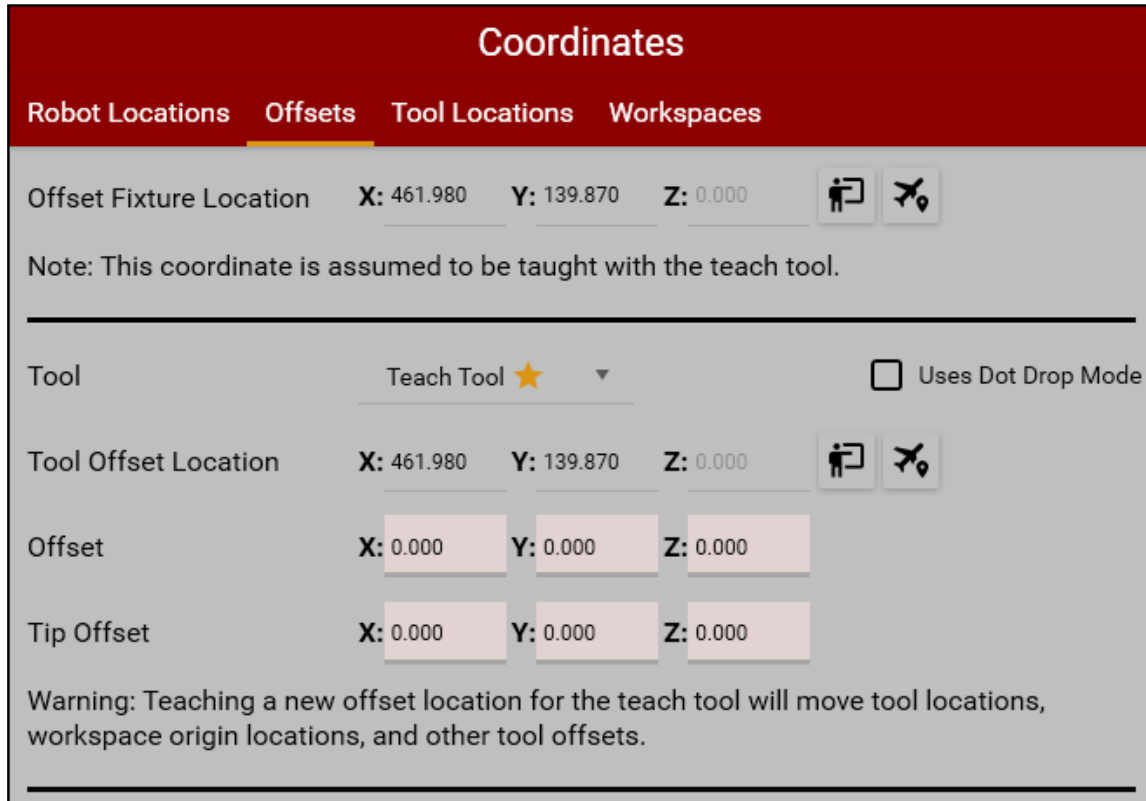 Coordinates
Robot Locations Offsets Tool Locations Workspaces
Offset Fixture Location X: 461.980 Y: 139.870 Z: 0.000
Note: This coordinate is assumed to be taught with the teach tool.
Tool Teach Tool Uses Dot Drop Mode
Tool Offset Location X: 461.980 Y: 139.870 Z: 0.000
Offset X: 0.000 Y: 0.000 Z: 0.000
Tip Offset X: 0.000 Y: 0.000 Z: 0.000
Warning: Teaching a new offset location for the teach tool will move tool locations,
workspace origin locations, and other tool offsets.